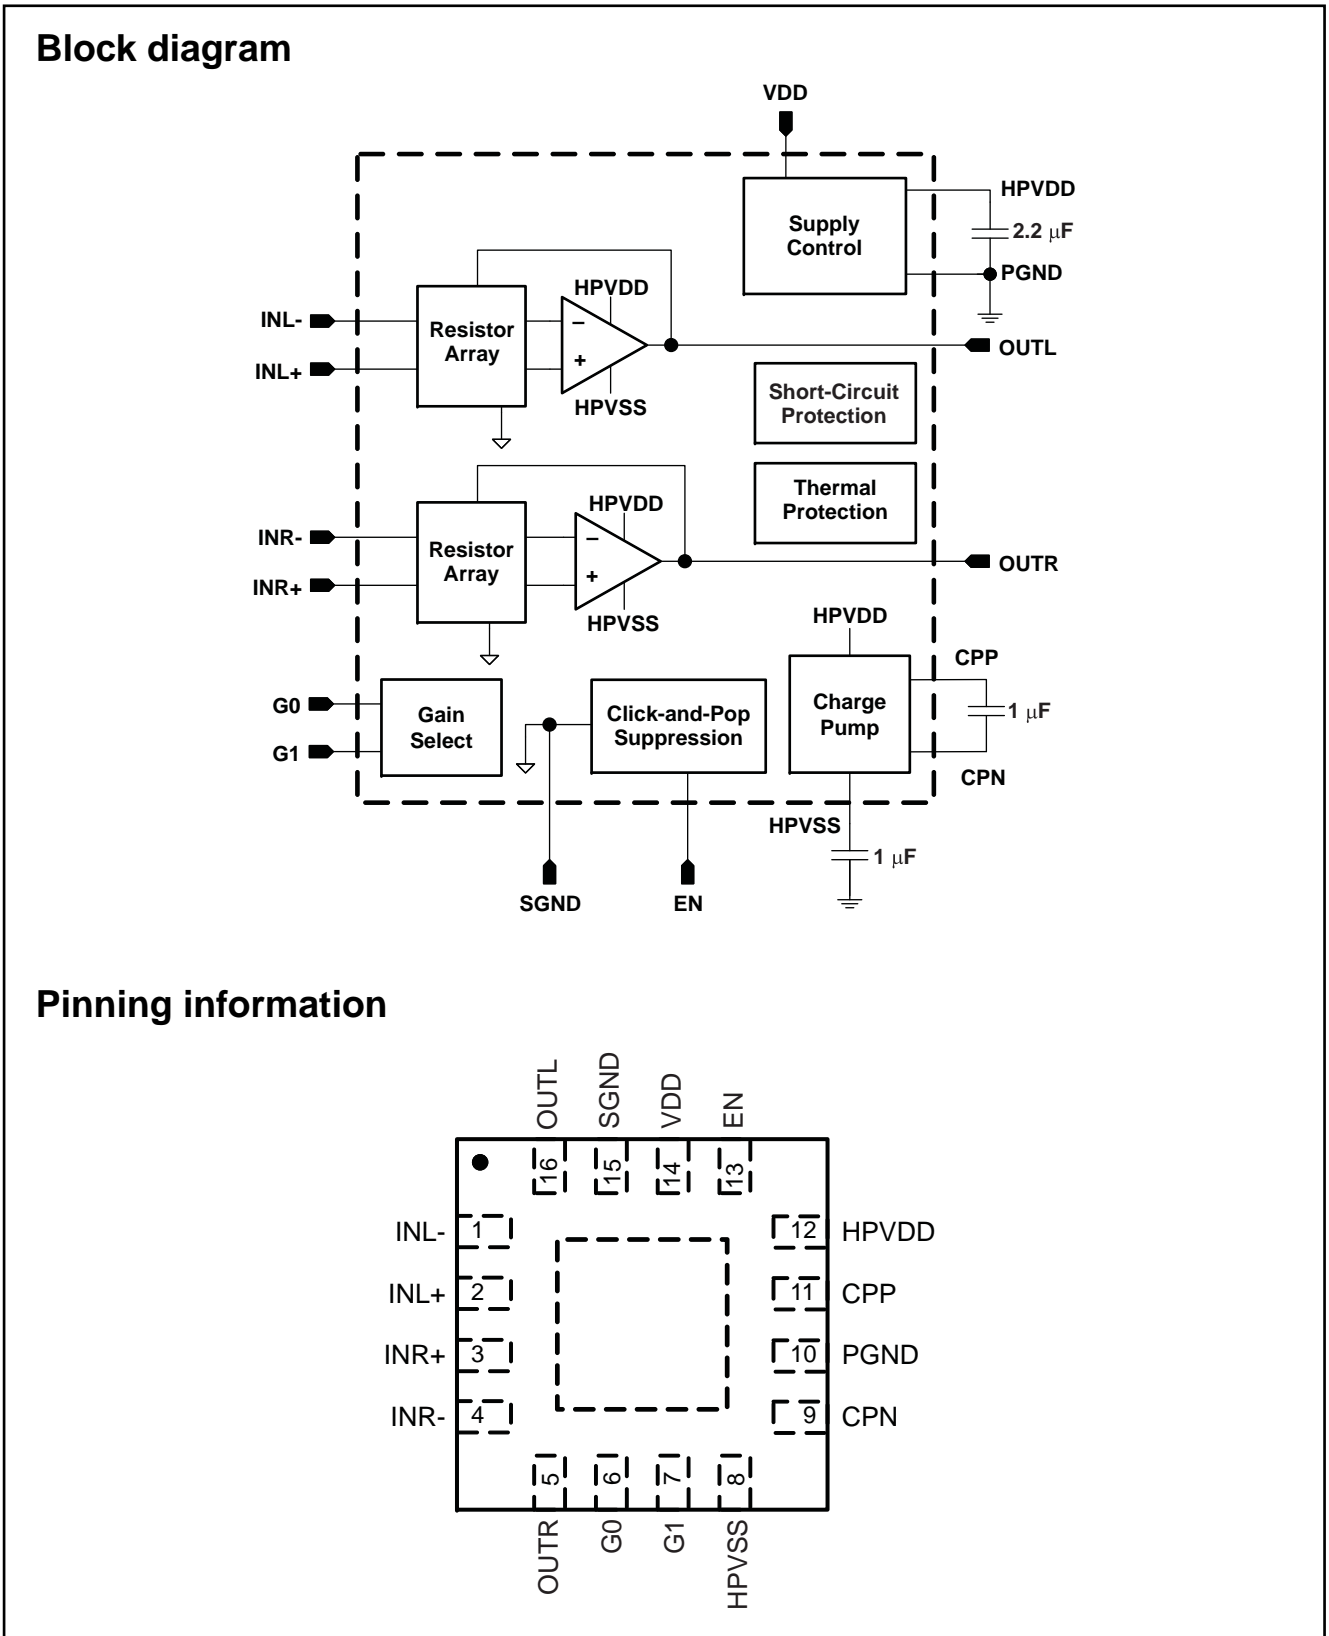 Block diagram
VDD
HPVDD
Supply
Control
2.2 μF
PGND
HPVDD
INL-
Resistor
Array
−
+
INL+
OUTL
HPVSS
Short-Circuit
Protection
Thermal
Protection
HPVDD
INR-
Resistor
Array
−
+
INR+
OUTR
HPVSS
HPVDD
CPP
G0
Gain
Select
G1
Click-and-Pop
Suppression
Charge
Pump
1 μF
CPN
HPVSS
1 μF
SGND
EN
Pinning information
OUTL
SGND
VDD
EN
16
15
14
13
INL- 1
12 HPVDD
INL+ 2
11 CPP
INR+ 3
10 PGND
INR- 4
9 CPN
5
6
7
8
OUTR
G0
G1
HPVSS